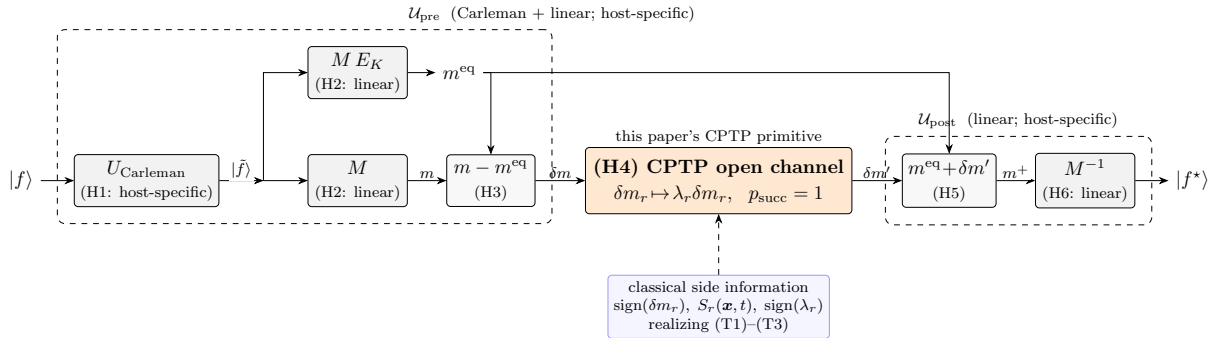 𝒰_pre (Carleman + linear; host-specific)
M E_K
(H2: linear)
m^eq
𝒰_post (linear; host-specific)
this paper's CPTP primitive
|f⟩
U_Carleman
(H1: host-specific)
|f̃⟩
M
(H2: linear)
m
m − m^eq
(H3)
δm
(H4) CPTP open channel
δm_r ↦ λ_r δm_r, p_succ = 1
δm′
m^eq + δm′
(H5)
m⁺
M⁻¹
(H6: linear)
|f⋆⟩
classical side information
sign(δm_r), S_r(𝒙, t), sign(λ_r)
realizing (T1)–(T3)